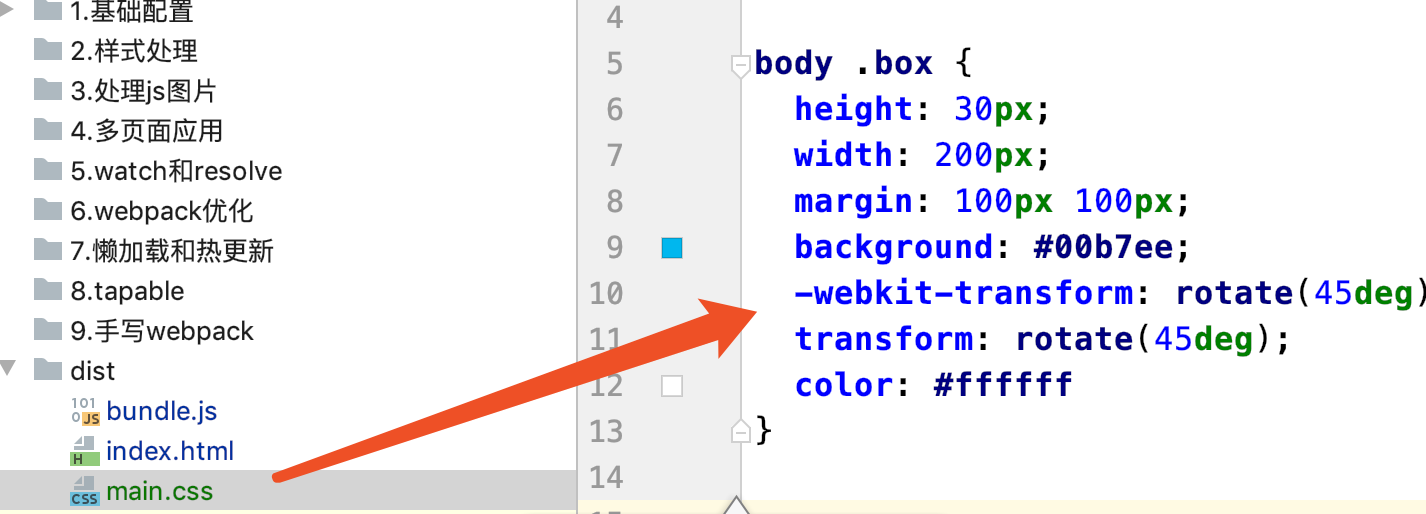 1.基础配置
2.样式处理
3.处理js图片
4.多页面应用
5.watch和resolve
6.webpack优化
7.懒加载和热更新
8.tapable
9.手写webpack
dist
101
0 JS bundle.js
H index.html
CSS main.css
4
5 body .box {
6 height: 30px;
7 width: 200px;
8 margin: 100px 100px;
9 background: #00b7ee;
10 -webkit-transform: rotate(45deg)
11 transform: rotate(45deg);
12 color: #ffffff
13 }
14